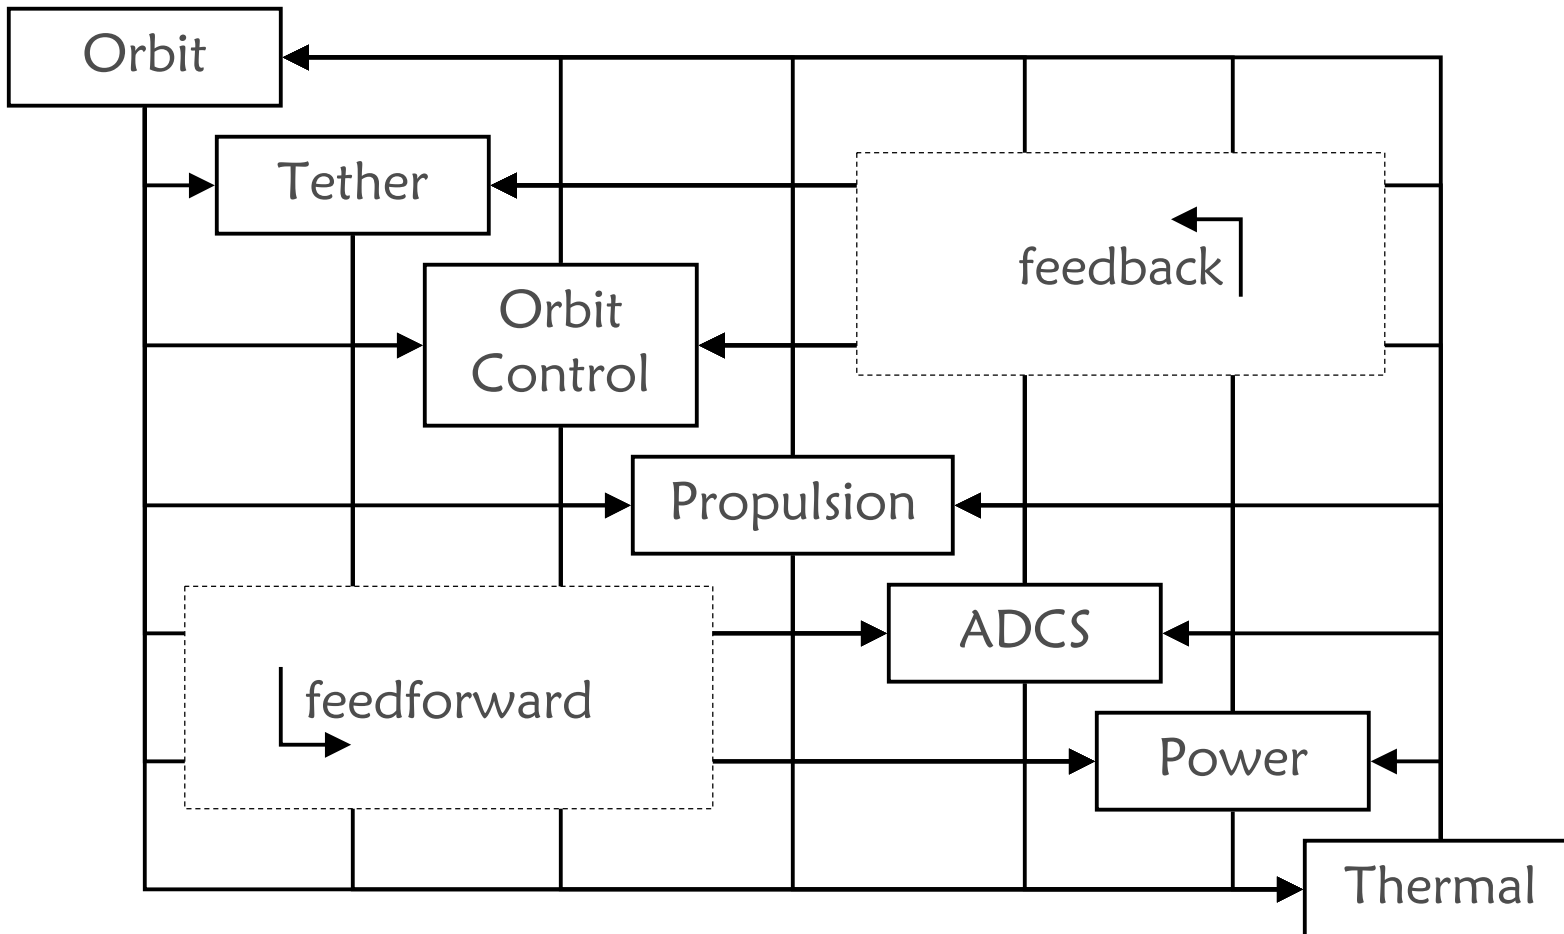 Orbit
Tether
feedback
Orbit
Control
Propulsion
ADCS
feedforward
Power
Thermal